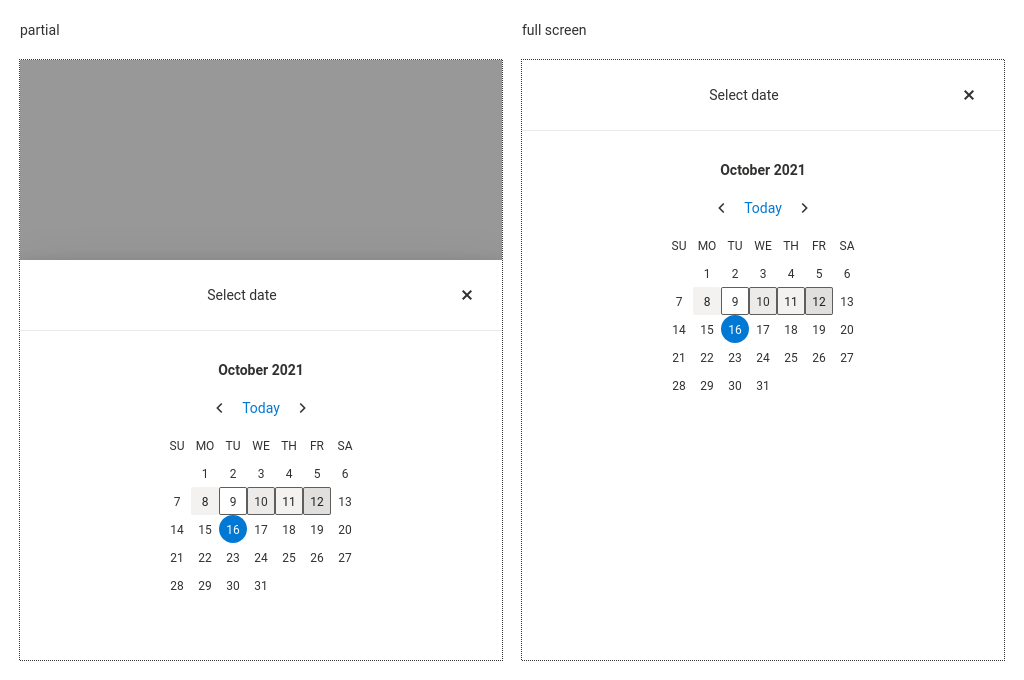 partial
Select date ×
October 2021
Today
SU MO TU WE TH FR SA
1 2 3 4 5 6
7 8 9 10 11 12 13
14 15 16 17 18 19 20
21 22 23 24 25 26 27
28 29 30 31
full screen
Select date ×
October 2021
Today
SU MO TU WE TH FR SA
1 2 3 4 5 6
7 8 9 10 11 12 13
14 15 16 17 18 19 20
21 22 23 24 25 26 27
28 29 30 31